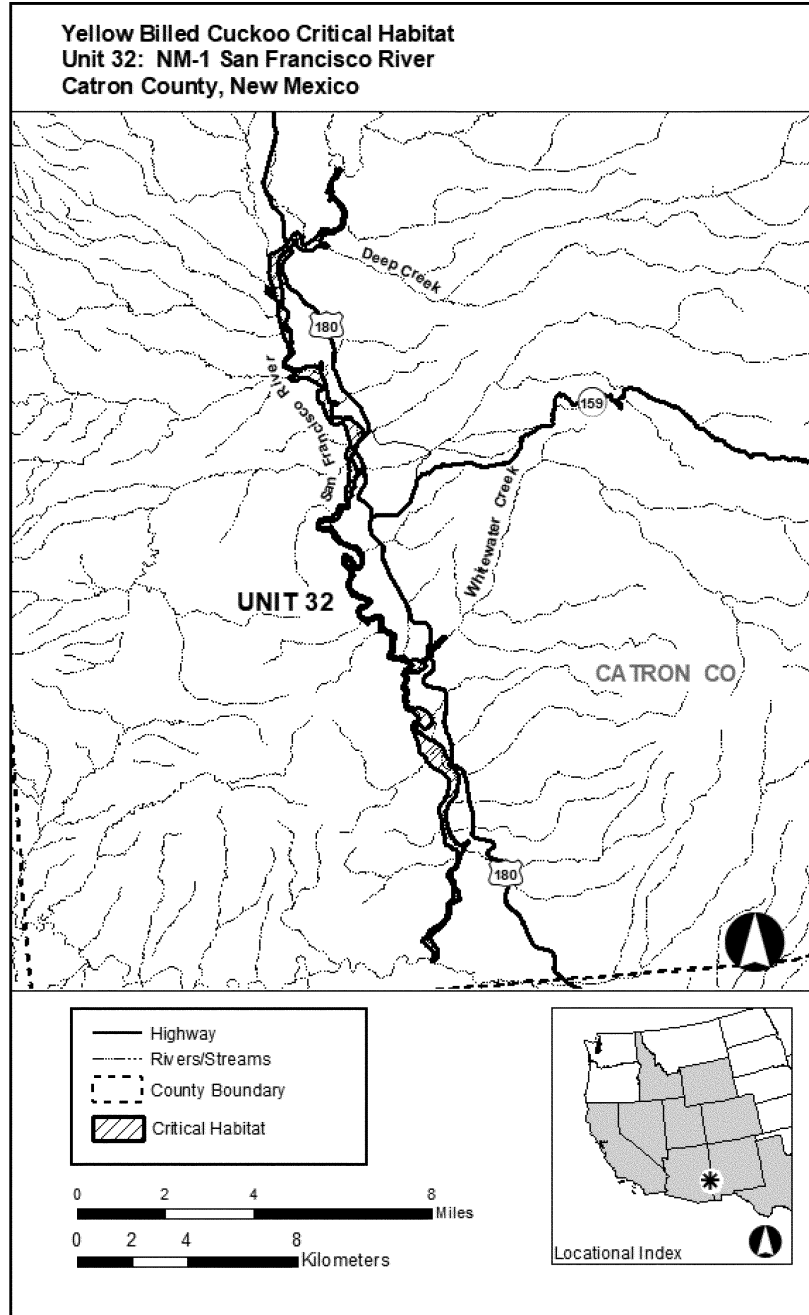 Yellow Billed Cuckoo Critical Habitat
Unit 32: NM-1 San Francisco River
Catron County, New Mexico
Deep Creek
180
San Francisco River
159
Whitewater Creek
UNIT 32
CATRON CO
180
Highway
Rivers/Streams
County Boundary
Critical Habitat
0 2 4 8
Miles
0 2 4 8
Kilometers
Locational Index